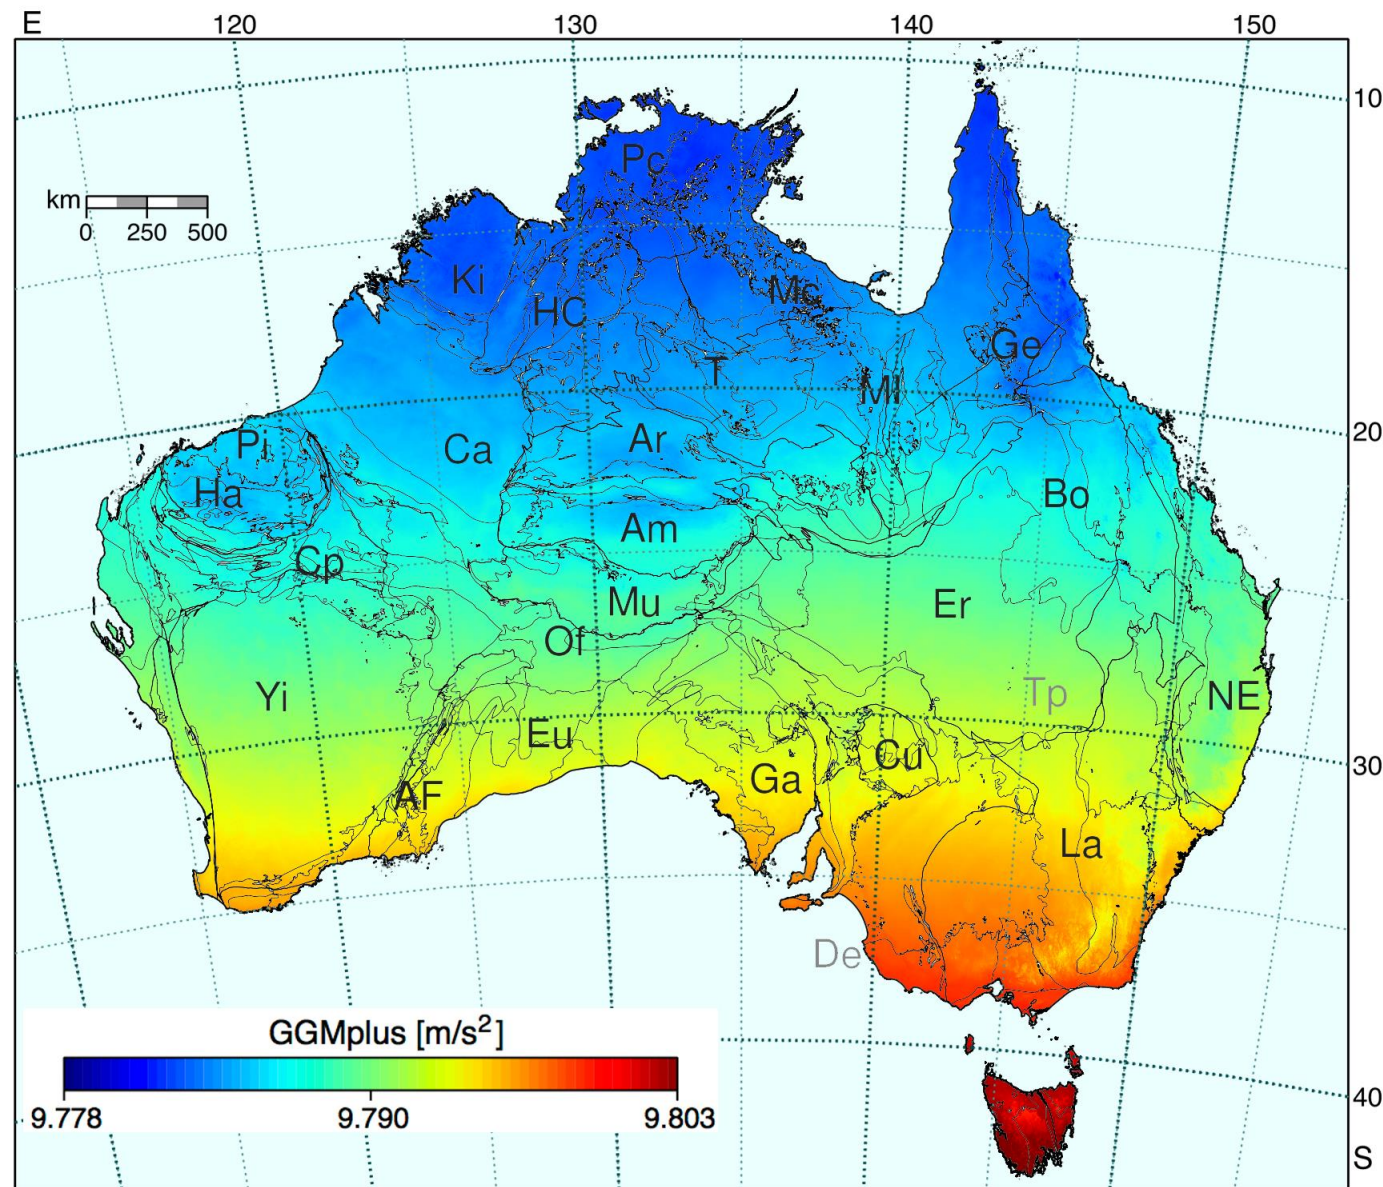 E 120 130 140 150
10
Pc
km
0 250 500
Ki
HC
Mc
Ge
T
MI
20
Pi
Ca
Ar
Ha
Bo
Am
Cp
Mu
Er
Of
Yi
Tp
NE
Eu
Cu
30
Ga
AF
La
De
GGMplus [m/s²]
9.778 9.790 9.803
40
S